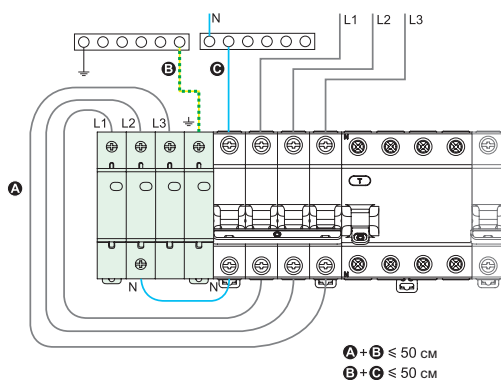 N L1 L2 L3
B C
L1 L2 L3
N
T
A
N N N
A + B ≤ 50 см
B + C ≤ 50 см